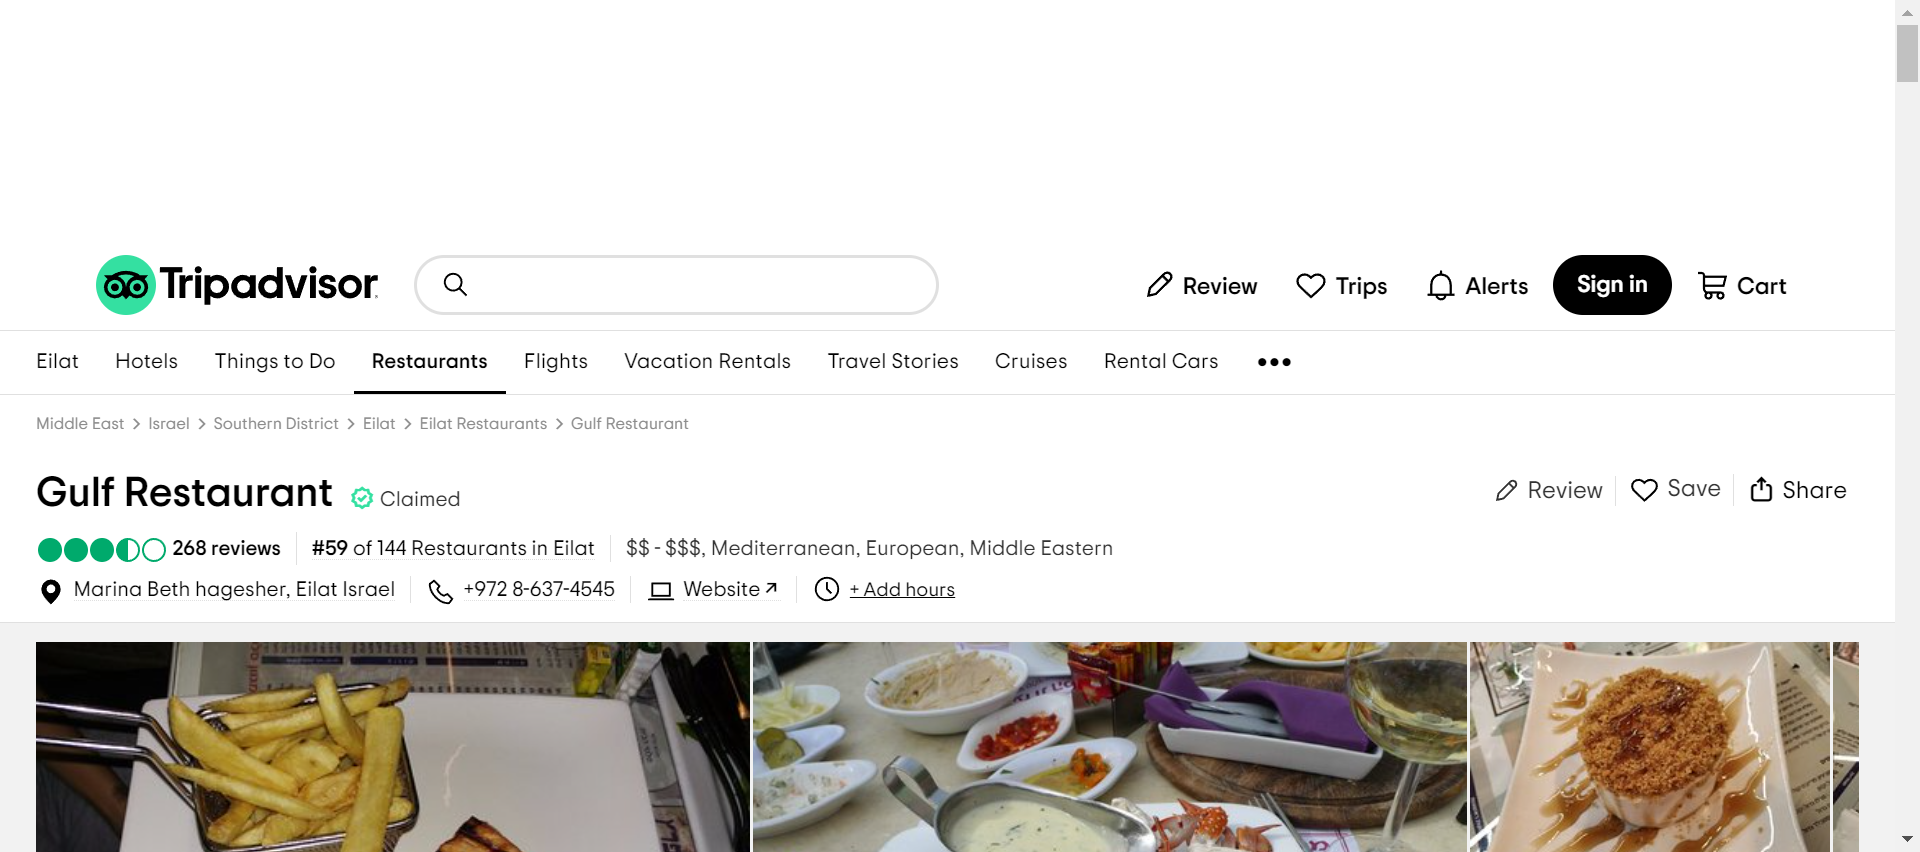 Tripadvisor
Review
Trips
Alerts
Sign in
Cart
Eilat
Hotels
Things to Do
Restaurants
Flights
Vacation Rentals
Travel Stories
Cruises
Rental Cars
Middle East > Israel > Southern District > Eilat > Eilat Restaurants > Gulf Restaurant
Gulf Restaurant
Claimed
Review
Save
Share
268 reviews
#59 of 144 Restaurants in Eilat
$$ - $$$, Mediterranean, European, Middle Eastern
Marina Beth hagesher, Eilat Israel
+972 8-637-4545
Website
+ Add hours